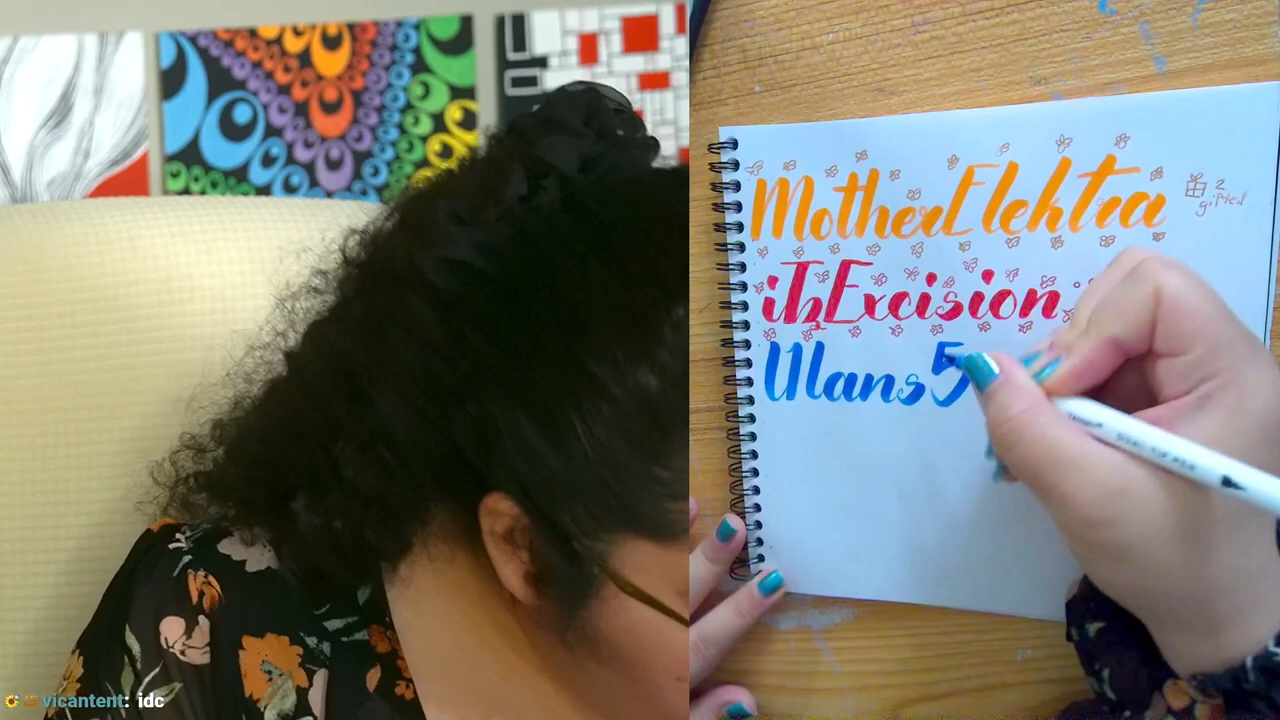 MotherElektra
2
gifted
ihExcision
Ulans5
vicantent: idc